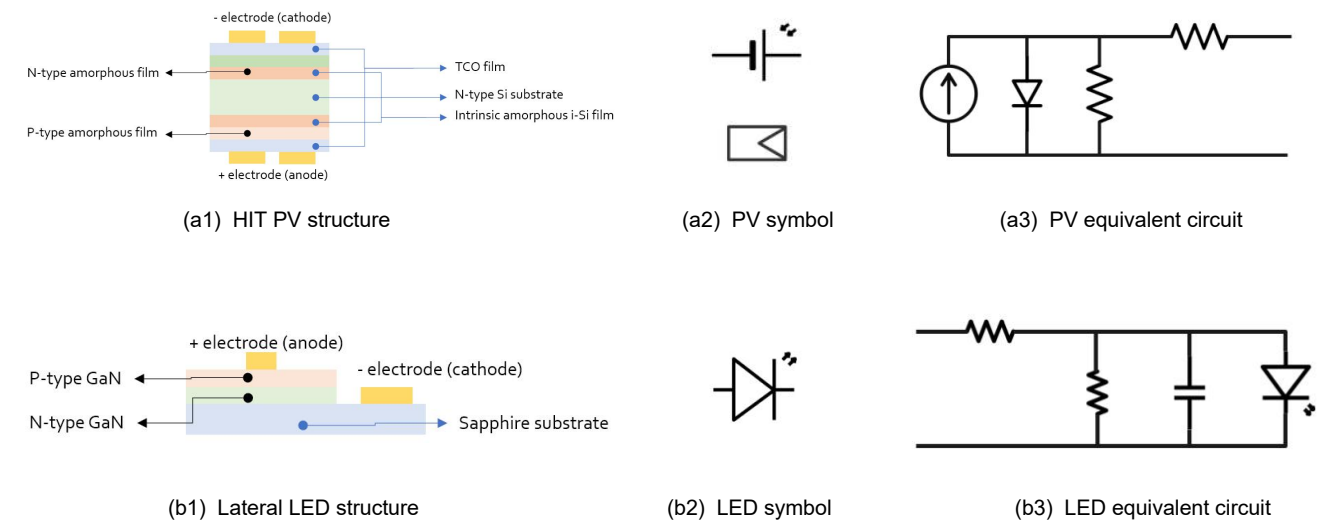 - electrode (cathode)
N-type amorphous film
TCO film
N-type Si substrate
Intrinsic amorphous i-Si film
P-type amorphous film
+ electrode (anode)
(a1) HIT PV structure
(a2) PV symbol
(a3) PV equivalent circuit
+ electrode (anode)
- electrode (cathode)
P-type GaN
N-type GaN
Sapphire substrate
(b1) Lateral LED structure
(b2) LED symbol
(b3) LED equivalent circuit